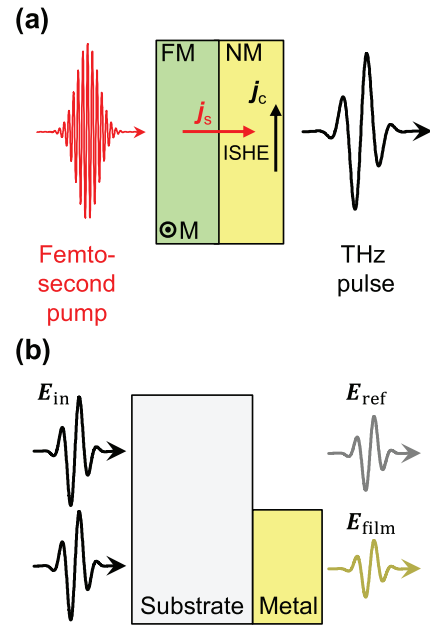 (a)
FM NM
j_c
j_s
ISHE
⊙M
Femto-
second
pump
THz
pulse
(b)
E_in E_ref
E_film
Substrate Metal